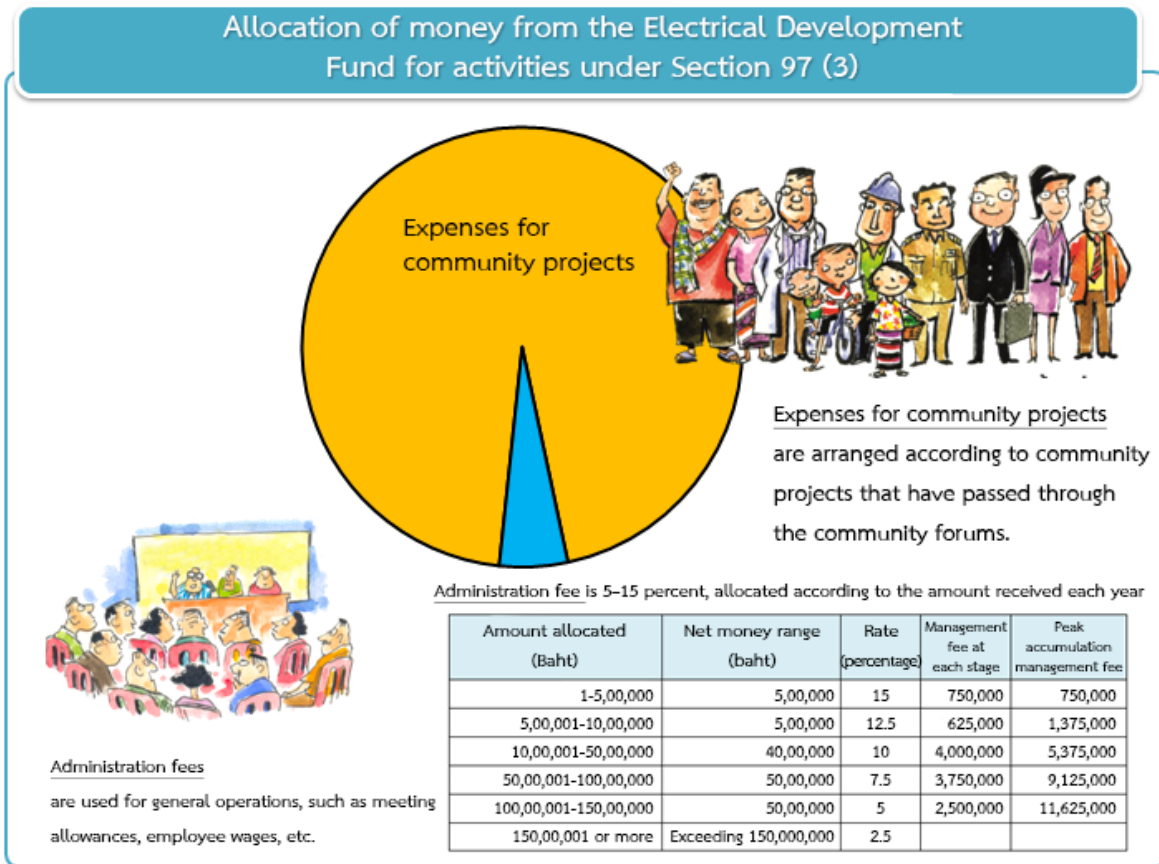 Allocation of money from the Electrical Development
Fund for activities under Section 97 (3)
Expenses for
community projects
Expenses for community projects
are arranged according to community
projects that have passed through
the community forums.
Administration fee is 5-15 percent, allocated according to the amount received each year
Amount allocated (Baht) Net money range (baht) Rate (percentage) Management fee at each stage Peak accumulation management fee
1-5,00,000 5,00,000 15 750,000 750,000
5,00,001-10,00,000 5,00,000 12.5 625,000 1,375,000
10,00,001-50,00,000 40,00,000 10 4,000,000 5,375,000
50,00,001-100,00,000 50,00,000 7.5 3,750,000 9,125,000
100,00,001-150,00,000 50,00,000 5 2,500,000 11,625,000
150,00,001 or more Exceeding 150,000,000 2.5
Administration fees
are used for general operations, such as meeting
allowances, employee wages, etc.